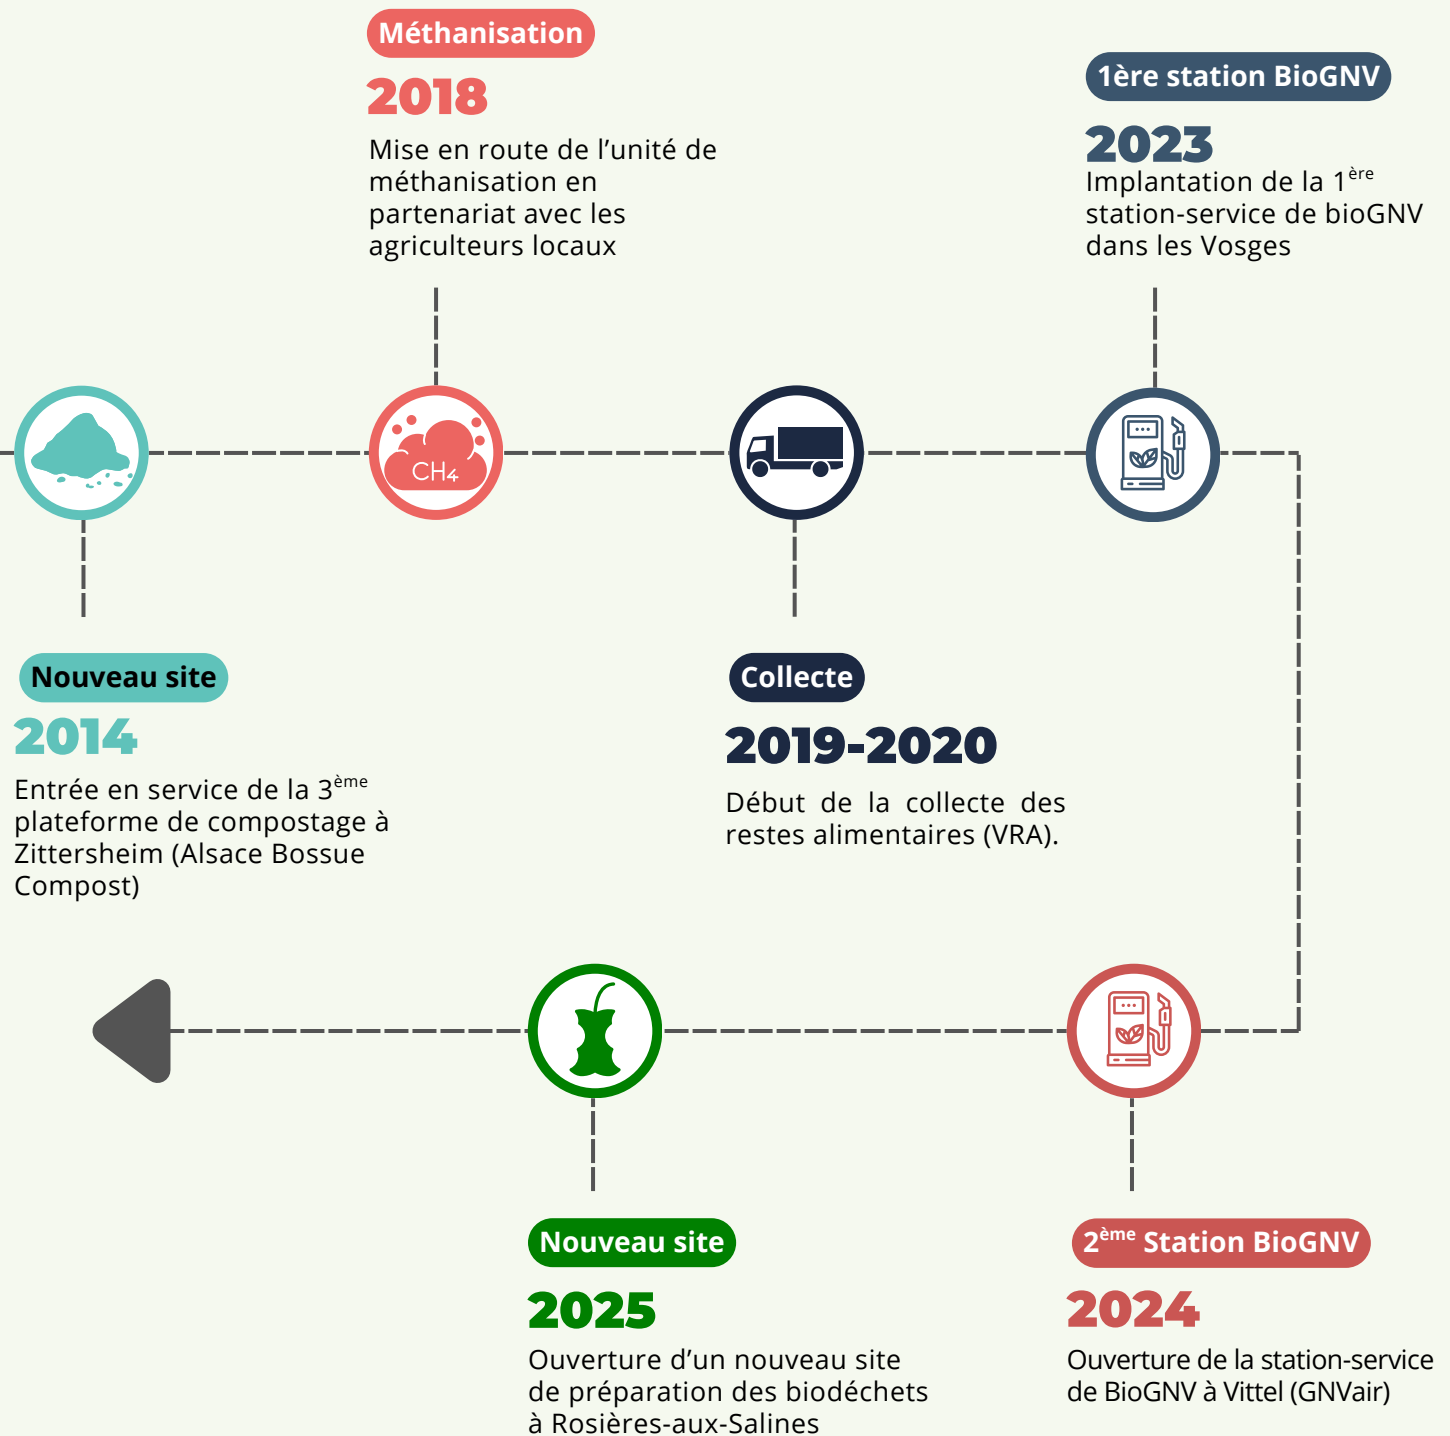 Méthanisation
2018
Mise en route de l’unité de
méthanisation en
partenariat avec les
agriculteurs locaux
1ère station BioGNV
2023
Implantation de la 1ère
station-service de bioGNV
dans les Vosges
CH4
Nouveau site
2014
Entrée en service de la 3ème
plateforme de compostage à
Zittersheim (Alsace Bossue
Compost)
Collecte
2019-2020
Début de la collecte des
restes alimentaires (VRA).
Nouveau site
2025
Ouverture d’un nouveau site
de préparation des biodéchets
à Rosières-aux-Salines
2ème Station BioGNV
2024
Ouverture de la station-service
de BioGNV à Vittel (GNVair)